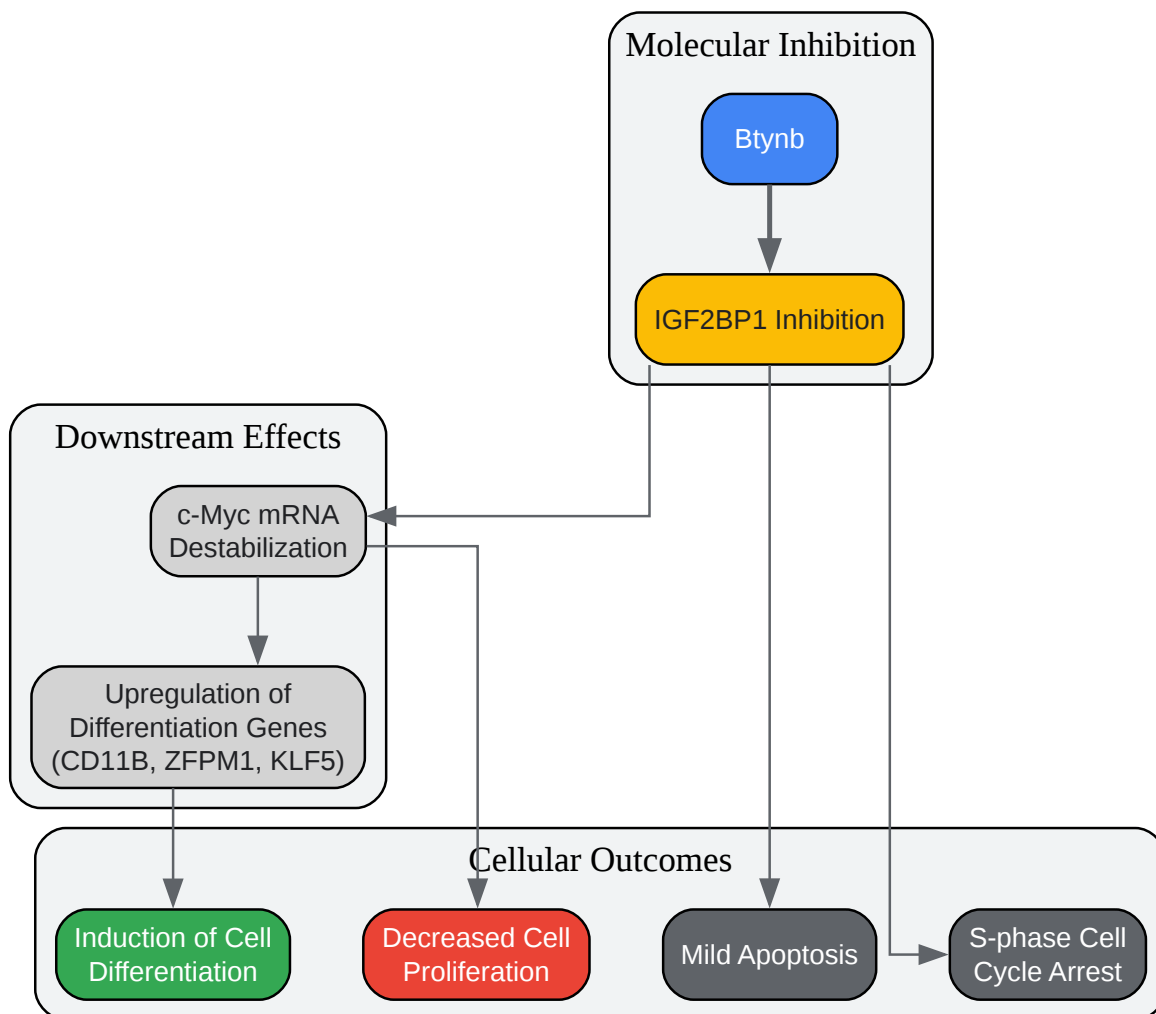 Molecular Inhibition
Btynb
IGF2BP1 Inhibition
Downstream Effects
c-Myc mRNA
Destabilization
Upregulation of
Differentiation Genes
(CD11B, ZFPM1, KLF5)
Cellular Outcomes
Induction of Cell
Differentiation
Decreased Cell
Proliferation
Mild Apoptosis
S-phase Cell
Cycle Arrest